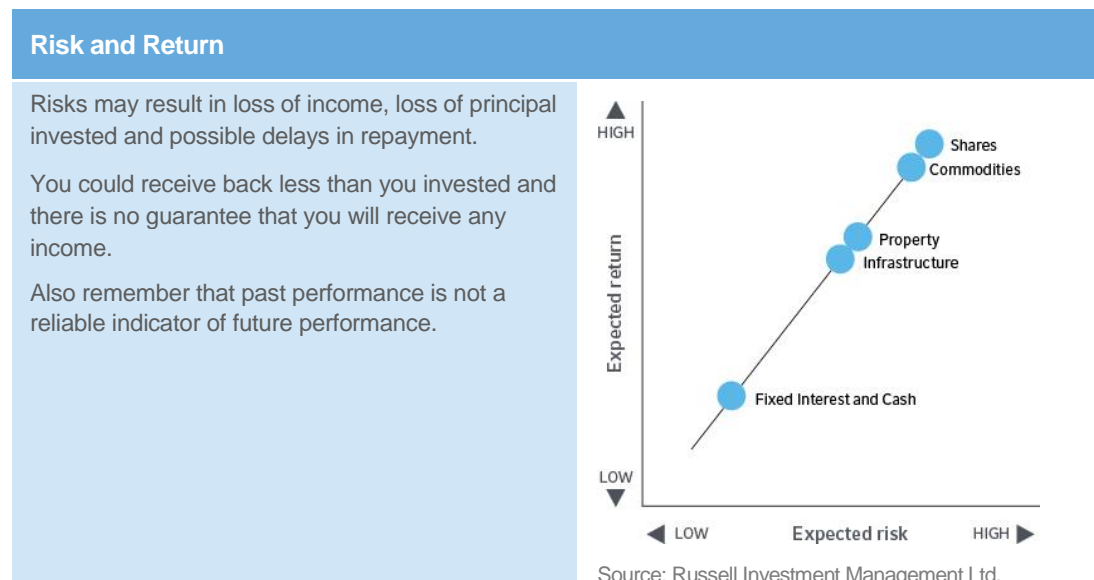 Risk and Return
Risks may result in loss of income, loss of principal
invested and possible delays in repayment.
You could receive back less than you invested and
there is no guarantee that you will receive any
income.
Also remember that past performance is not a
reliable indicator of future performance.
HIGH
Shares
Commodities
Property
Infrastructure
Expected return
Fixed Interest and Cash
LOW
LOW
Expected risk
HIGH
Source: Russell Investment Management Ltd.